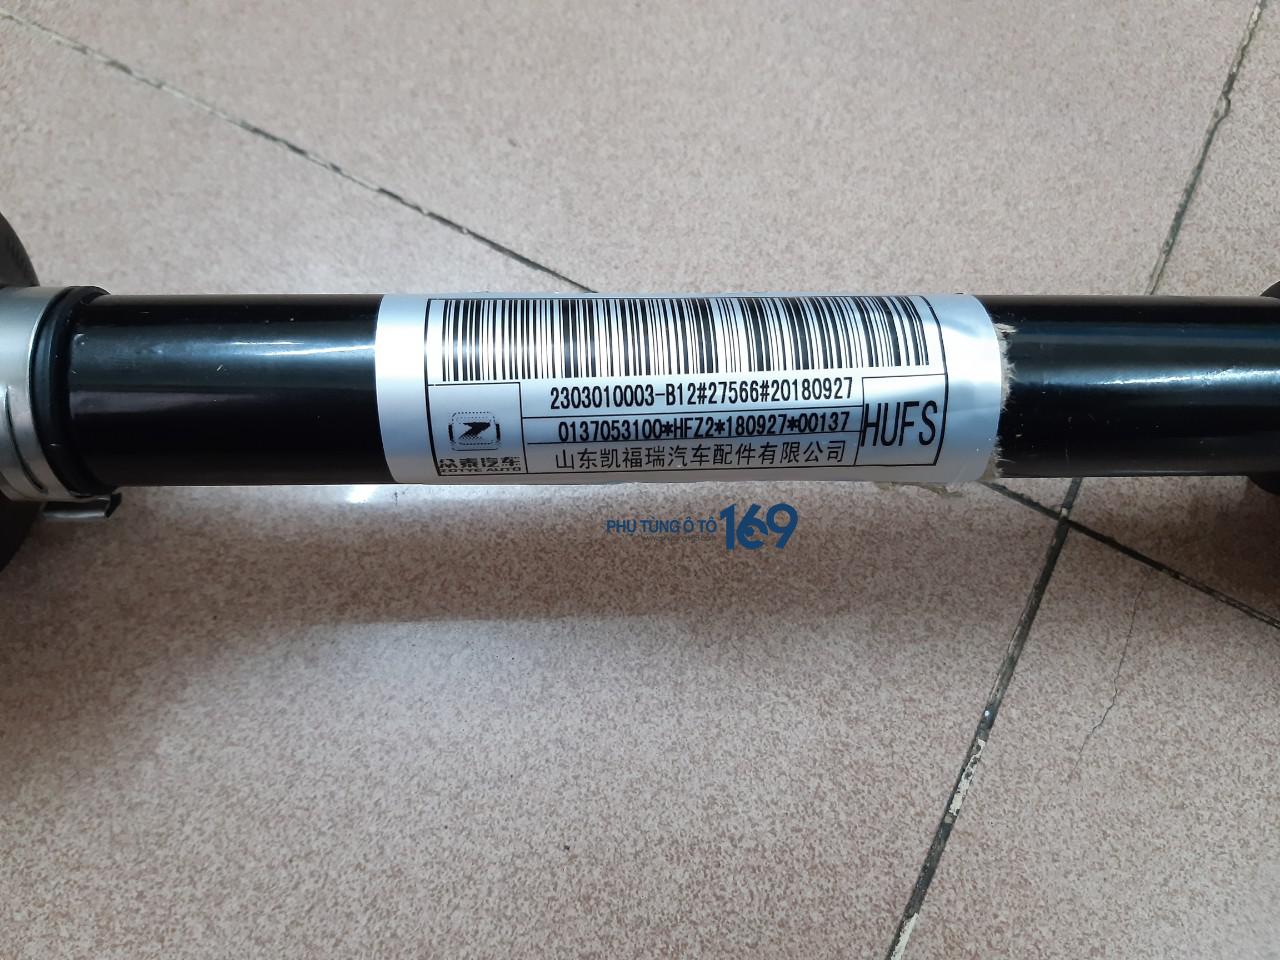 2303010003-B12#27566#20180927
0137053100*HFZ2*180927*00137
HUFS
众泰汽车
ZOTYE AUTO
山东凯福瑞汽车配件有限公司
PHỤ TÙNG Ô TÔ 169